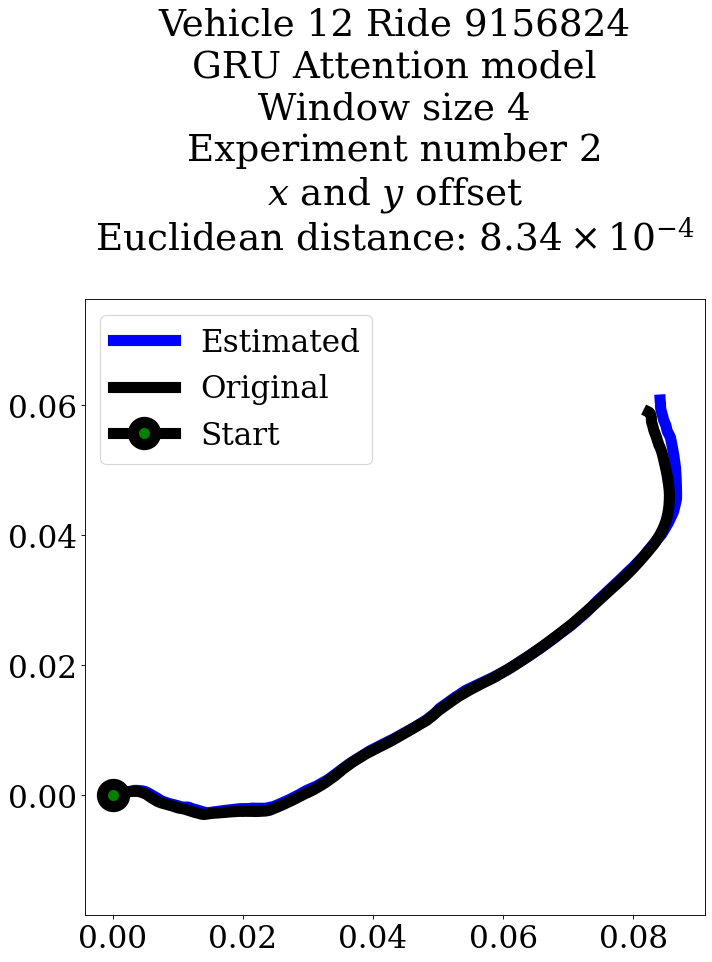 Vehicle 12 Ride 9156824
GRU Attention model
Window size 4
Experiment number 2
x and y offset
Euclidean distance: 8.34 × 10⁻⁴
Estimated
Original
Start
0.06
0.04
0.02
0.00
0.00 0.02 0.04 0.06 0.08